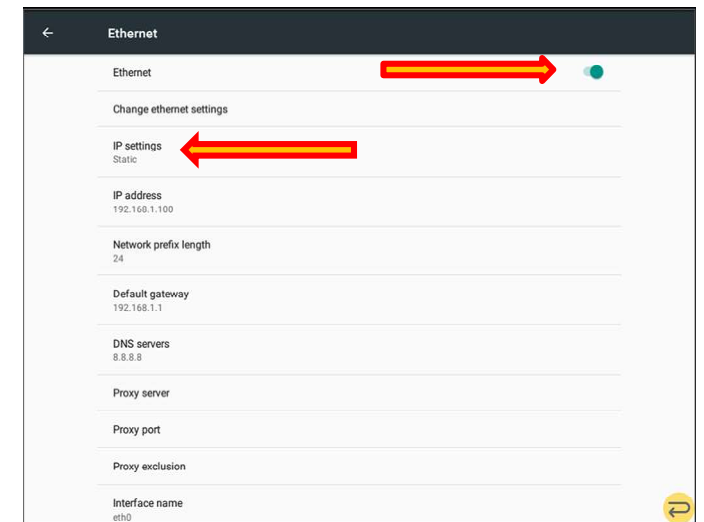 Ethernet
Ethernet
Change ethernet settings
IP settings
Static
IP address
192.168.1.100
Network prefix length
24
Default gateway
192.168.1.1
DNS servers
8.8.8.8
Proxy server
Proxy port
Proxy exclusion
Interface name
eth0